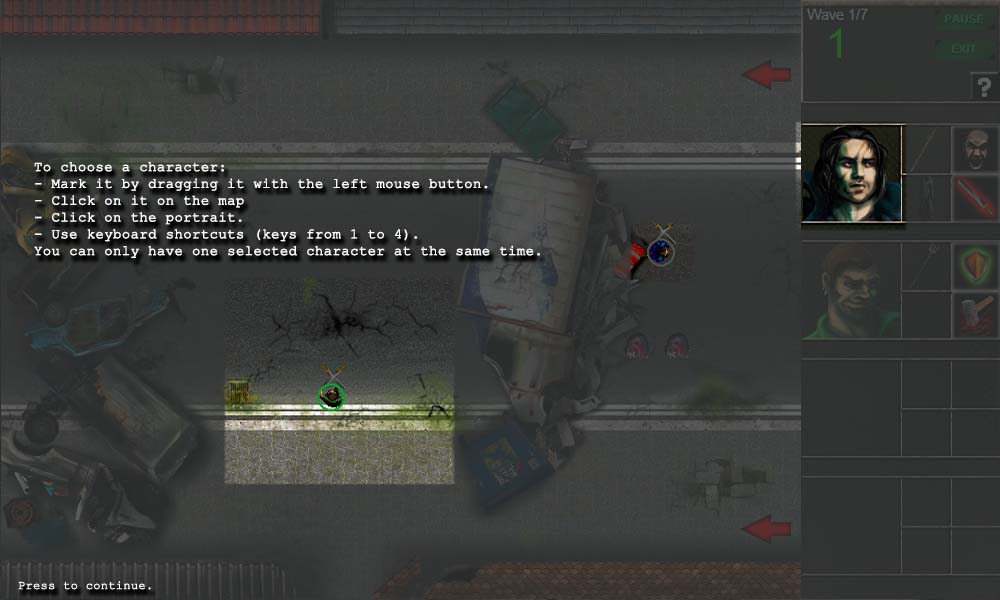 Wave 1/7
PAUSE
1
EXIT
?
To choose a character:
- Mark it by dragging it with the left mouse button.
- Click on it on the map
- Click on the portrait.
- Use keyboard shortcuts (keys from 1 to 4).
You can only have one selected character at the same time.
Press to continue.